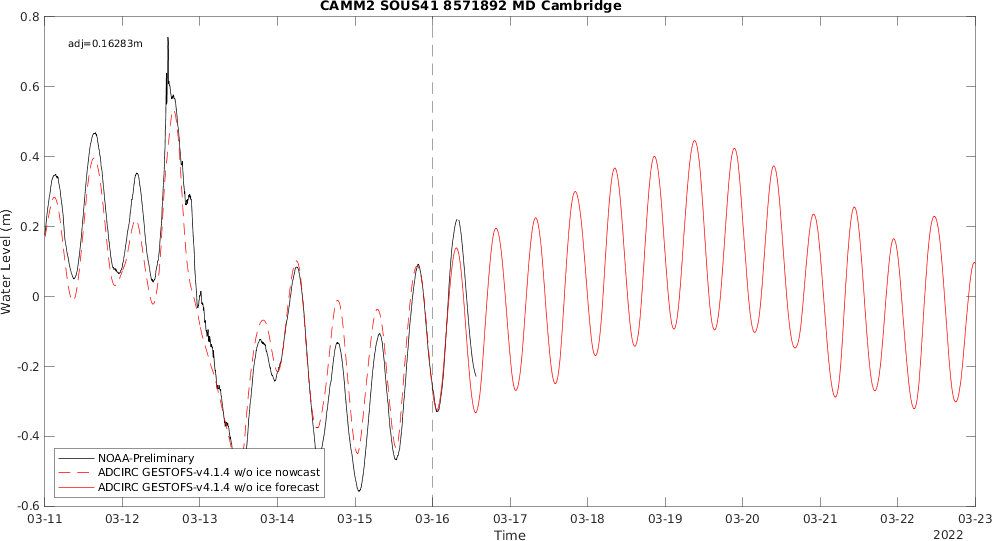 CAMM2 SOUS41 8571892 MD Cambridge
adj=0.16283m
0.8
0.6
0.4
0.2
0
-0.2
-0.4
-0.6
Water Level (m)
NOAA-Preliminary
ADCIRC GESTOFS-v4.1.4 w/o ice nowcast
ADCIRC GESTOFS-v4.1.4 w/o ice forecast
03-11 03-12 03-13 03-14 03-15 03-16 03-17 03-18 03-19 03-20 03-21 03-22 03-23
Time
2022